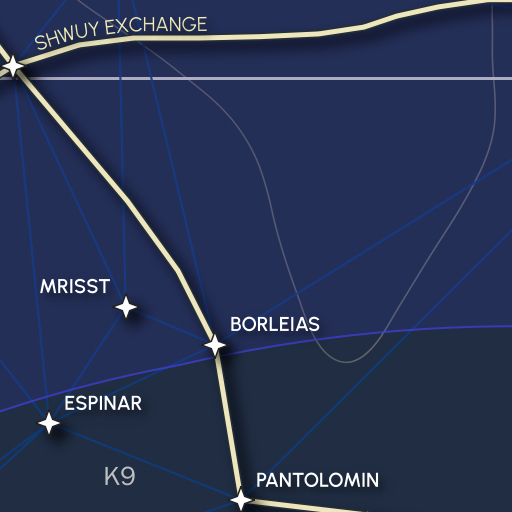 SHWUY EXCHANGE
MRISST
BORLEIAS
ESPINAR
K9
PANTOLOMIN